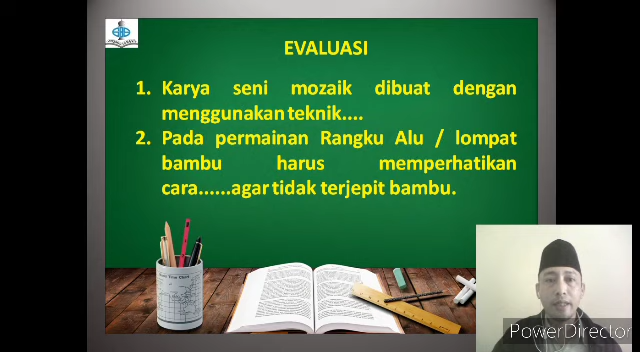 EVALUASI
1. Karya seni mozaik dibuat dengan
menggunakan teknik....
2. Pada permainan Rangku Alu / lompat
bambu harus memperhatikan
cara......agar tidak terjepit bambu.
PowerDirector